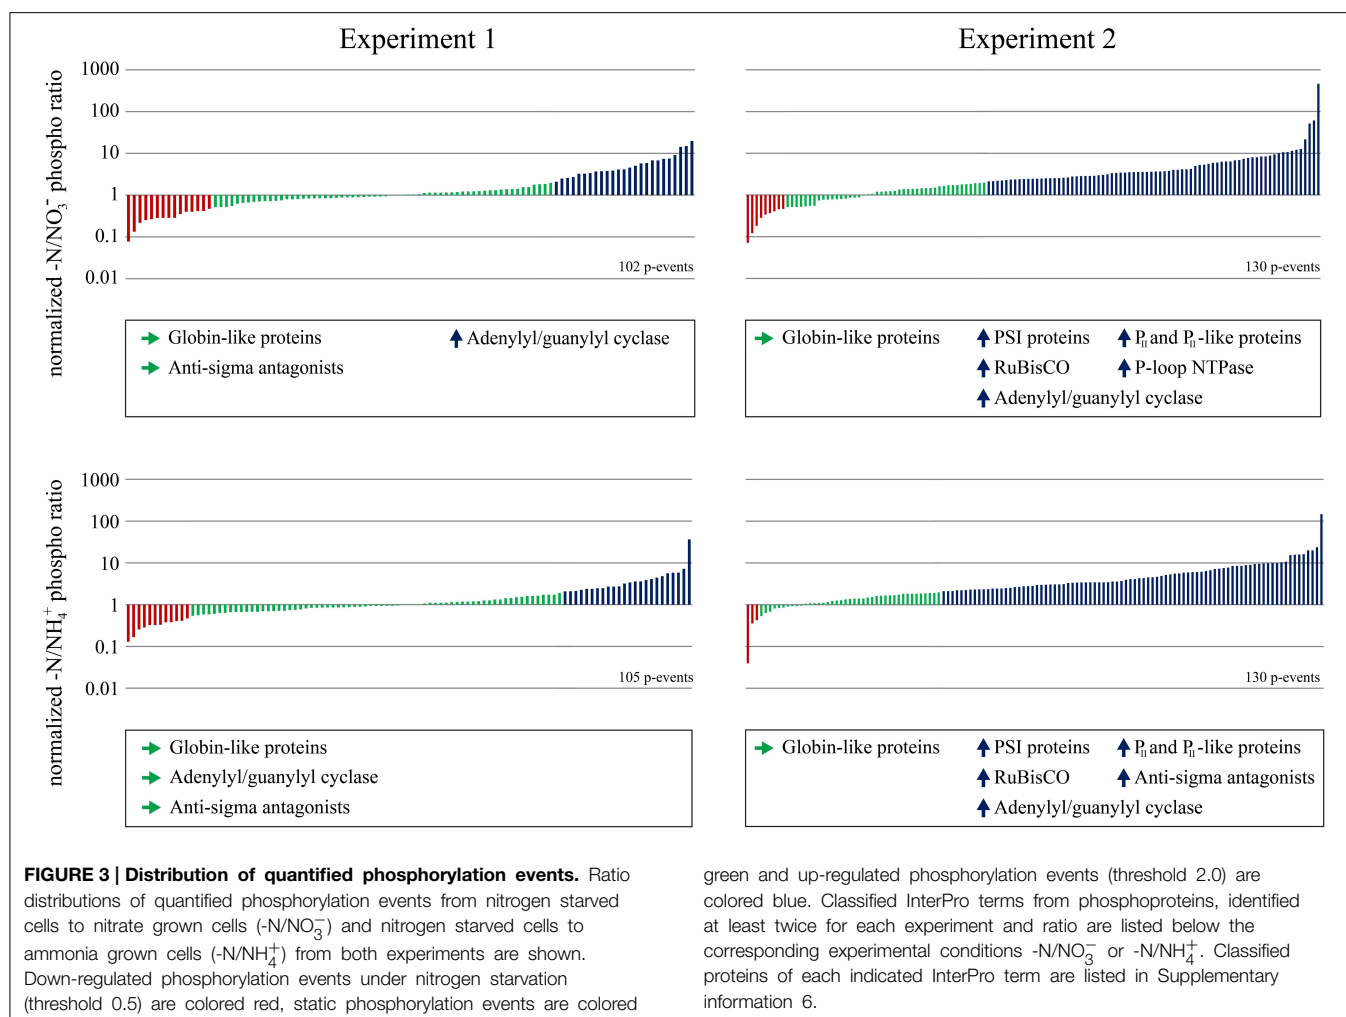 Experiment 1
Experiment 2
normalized -N/NO₃⁻ phospho ratio
1000
100
10
1
0.1
0.01
102 p-events
130 p-events
Globin-like proteins
Adenylyl/guanylyl cyclase
Anti-sigma antagonists
Globin-like proteins
PSI proteins
P_II and P_II-like proteins
RuBisCO
P-loop NTPase
Adenylyl/guanylyl cyclase
normalized -N/NH₄⁺ phospho ratio
1000
100
10
1
0.1
0.01
105 p-events
130 p-events
Globin-like proteins
Adenylyl/guanylyl cyclase
Anti-sigma antagonists
Globin-like proteins
PSI proteins
P_II and P_II-like proteins
RuBisCO
Anti-sigma antagonists
Adenylyl/guanylyl cyclase
FIGURE 3 | Distribution of quantified phosphorylation events. Ratio
distributions of quantified phosphorylation events from nitrogen starved
cells to nitrate grown cells (-N/NO₃⁻) and nitrogen starved cells to
ammonia grown cells (-N/NH₄⁺) from both experiments are shown.
Down-regulated phosphorylation events under nitrogen starvation
(threshold 0.5) are colored red, static phosphorylation events are colored
green and up-regulated phosphorylation events (threshold 2.0) are
colored blue. Classified InterPro terms from phosphoproteins, identified
at least twice for each experiment and ratio are listed below the
corresponding experimental conditions -N/NO₃⁻ or -N/NH₄⁺. Classified
proteins of each indicated InterPro term are listed in Supplementary
information 6.